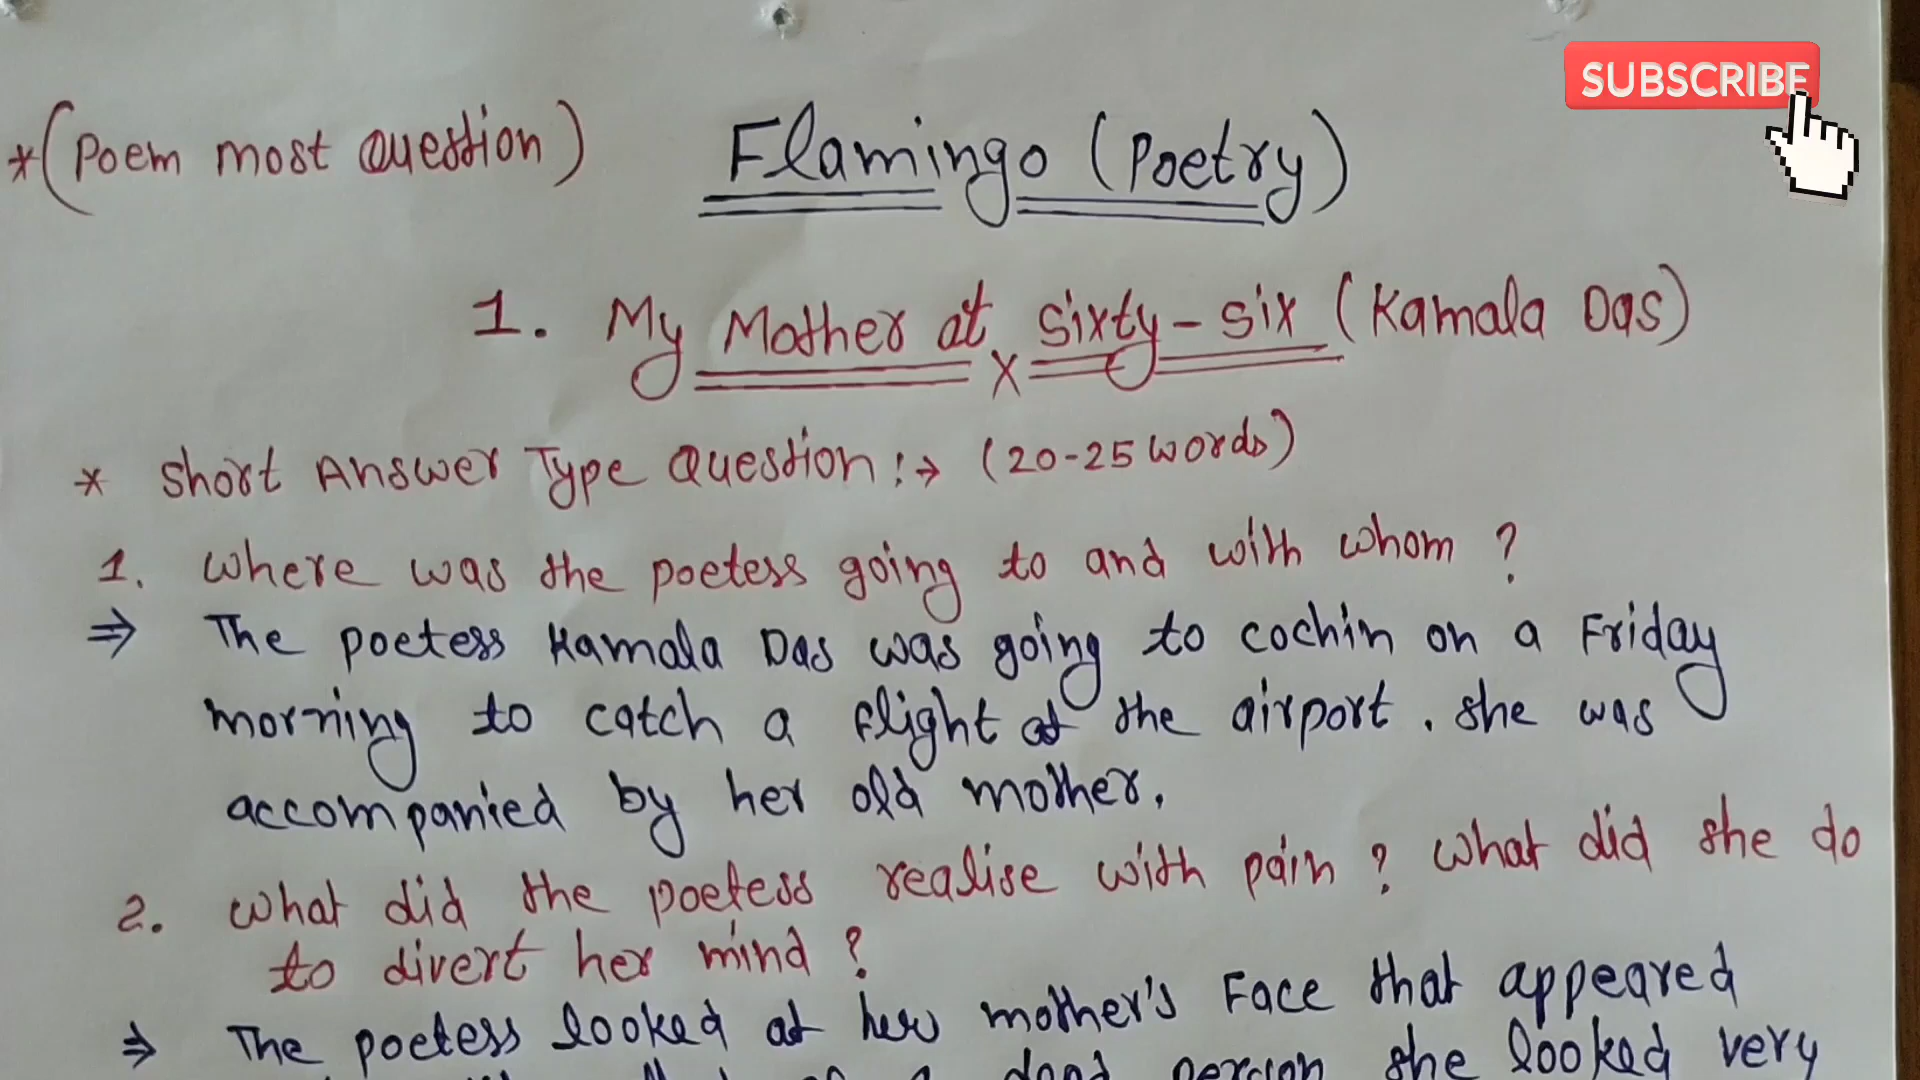 SUBSCRIBE
*(Poem most Question) Flamingo (Poetry)
1. My Mother at sixty-six (Kamala Das)
x
* Short Answer Type Question :→ (20-25 words)
1. Where was the poetess going to and with whom ?
⇒ The poetess Kamala Das was going to cochin on a Friday
morning to catch a flight at the airport. she was
accompanied by her old mother.
2. What did the poetess realise with pain ? What did she do
to divert her mind ?
⇒ The poetess looked at her mother's Face that appeared
a dead person she looked very